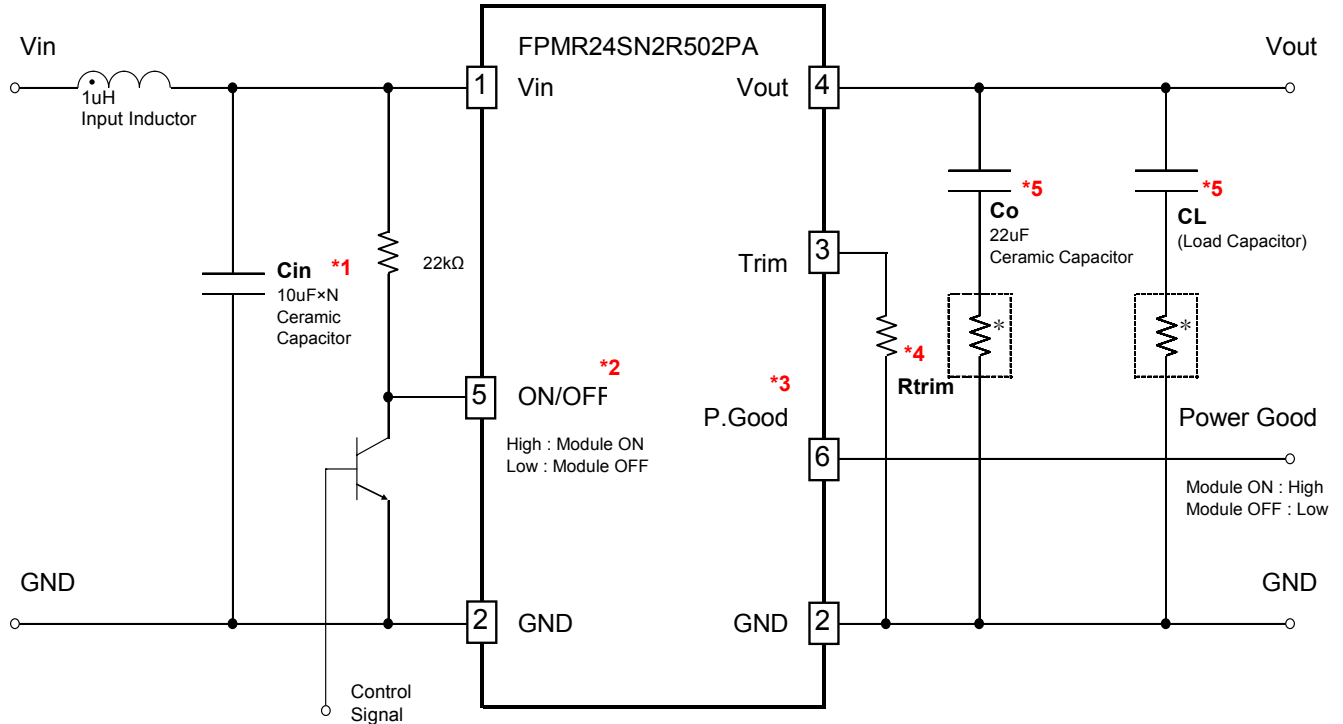 Vin
1uH
Input Inductor
Cin *1
10uF×N
Ceramic
Capacitor
22kΩ
GND
Control
Signal
FPMR24SN2R502PA
1
Vin
Vout
4
Trim
3
*2
5
ON/OFF
High : Module ON
Low : Module OFF
*3
P.Good
6
2
GND
GND
2
*4
Rtrim
Vout
*5
Co
22uF
Ceramic Capacitor
*
*5
CL
(Load Capacitor)
*
Power Good
Module ON : High
Module OFF : Low
GND